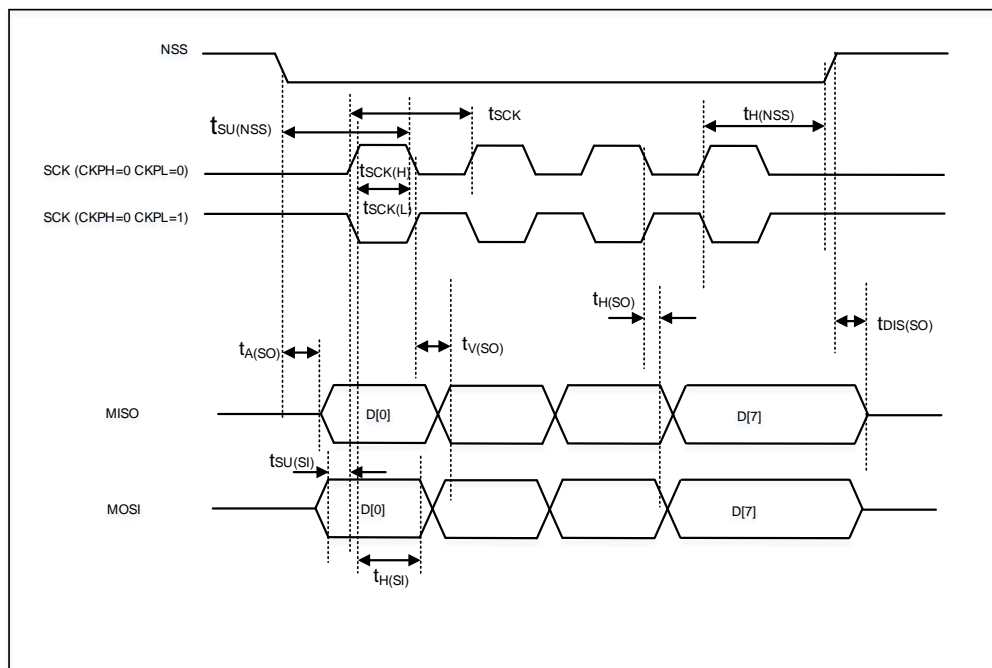 NSS
tSCK
tH(NSS)
tSU(NSS)
SCK (CKPH=0 CKPL=0)
tSCK(H)
tSCK(L)
SCK (CKPH=0 CKPL=1)
tH(SO)
tDIS(SO)
tA(SO)
tV(SO)
MISO
D[0]
D[7]
tSU(SI)
MOSI
D[0]
D[7]
tH(SI)